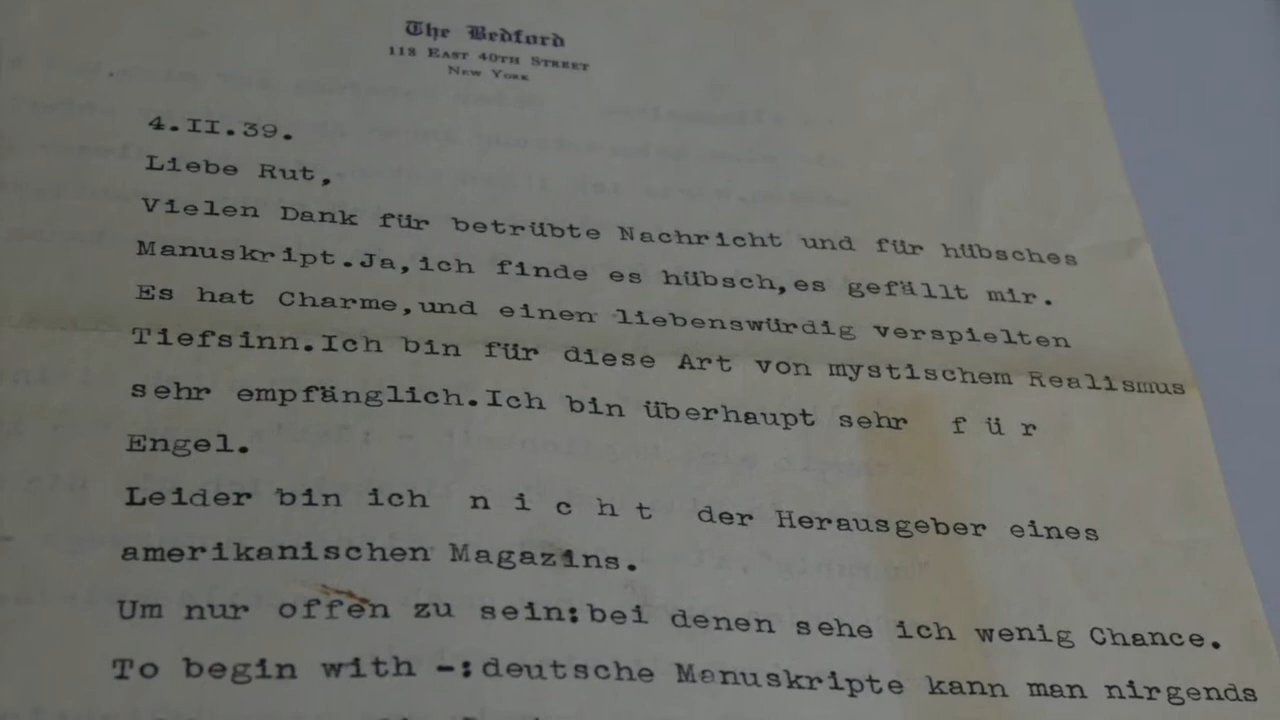 The Bedford
118 EAST 40TH STREET
NEW YORK
4.II.39.
Liebe Rut,
Vielen Dank für betrübte Nachricht und für hübsches
Manuskript.Ja,ich finde es hübsch,es gefällt mir.
Es hat Charme,und einen liebenswürdig verspielten
Tiefsinn.Ich bin für diese Art von mystischem Realismus
sehr empfänglich.Ich bin überhaupt sehr f ü r
Engel.
Leider bin ich n i c h t der Herausgeber eines
amerikanischen Magazins.
Um nur offen zu sein:bei denen sehe ich wenig Chance.
To begin with -:deutsche Manuskripte kann man nirgends